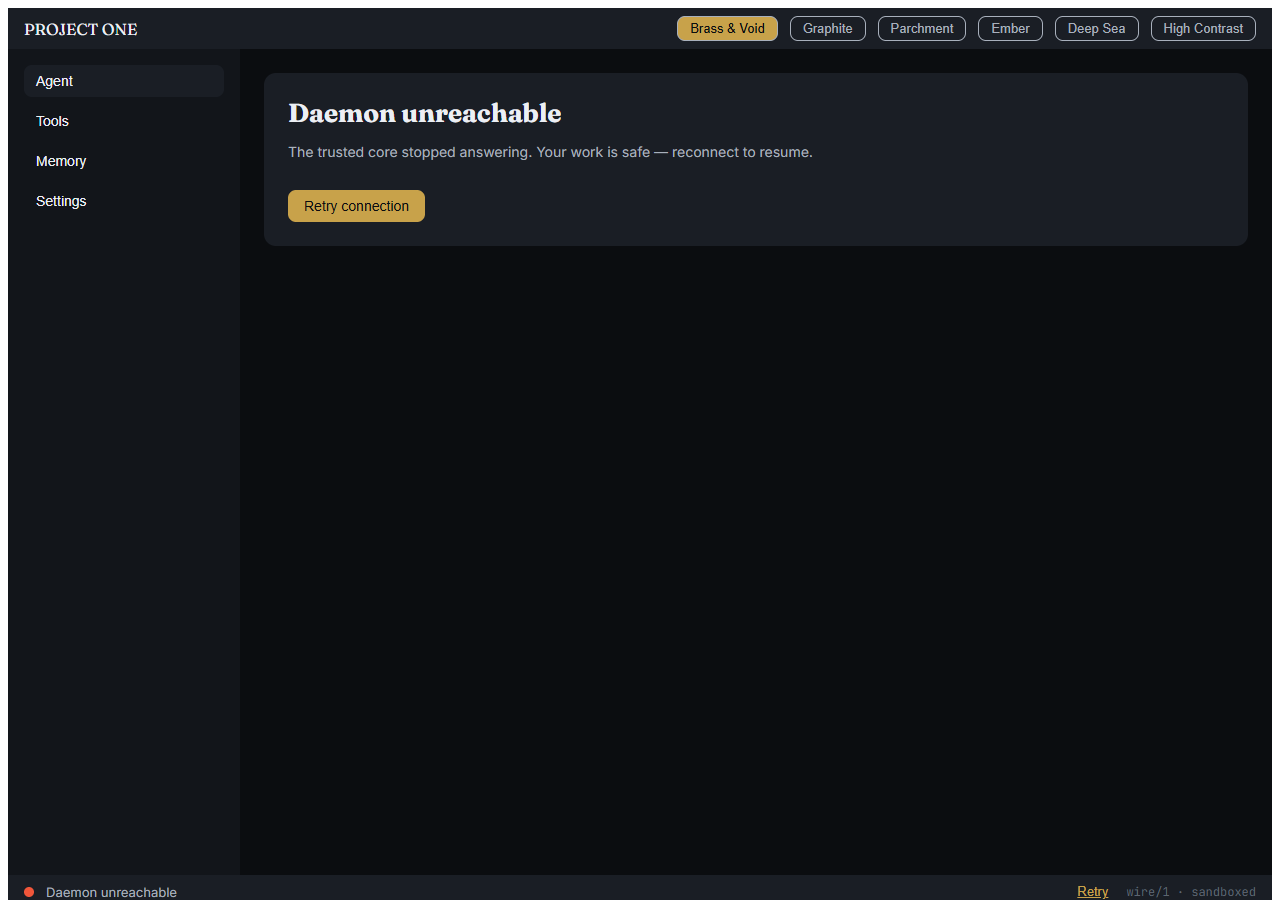 PROJECT ONE
Brass & Void
Graphite
Parchment
Ember
Deep Sea
High Contrast
Agent
Tools
Memory
Settings
Daemon unreachable
The trusted core stopped answering. Your work is safe — reconnect to resume.
Retry connection
Daemon unreachable
Retry
wire/1 · sandboxed